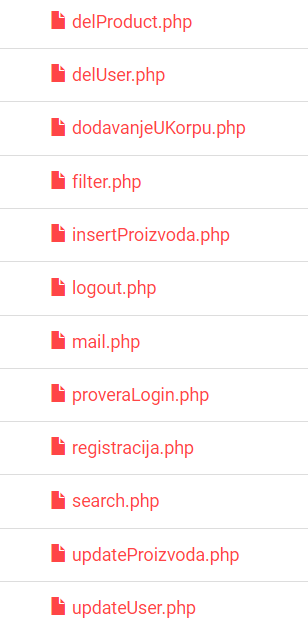 delProduct.php
delUser.php
dodavanjeUKorpu.php
filter.php
insertProizvoda.php
logout.php
mail.php
proveraLogin.php
registracija.php
search.php
updateProizvoda.php
updateUser.php